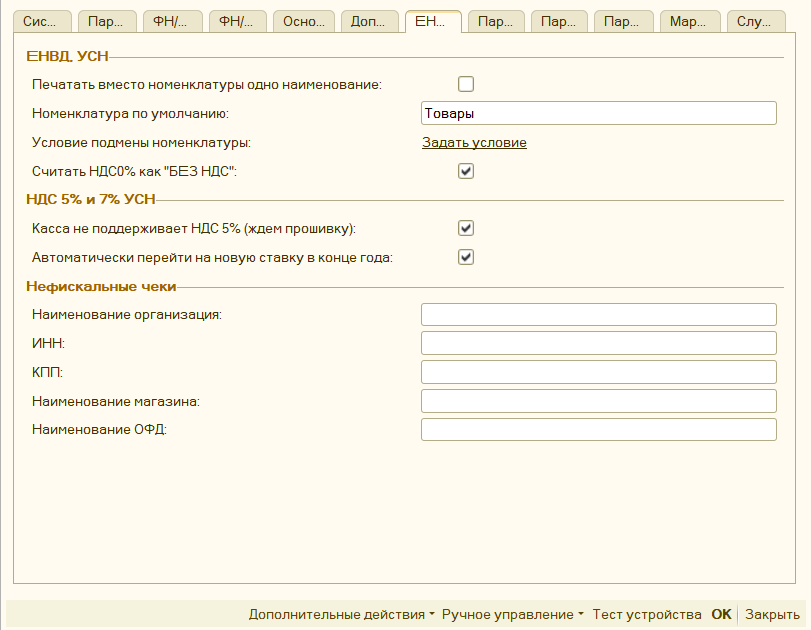 Сис... Пар... ФН/... ФН/... Осно... Доп... ЕН... Пар... Пар... Пар... Мар... Слу...
ЕНВД, УСН
Печатать вместо номенклатуры одно наименование:
Номенклатура по умолчанию: Товары
Условие подмены номенклатуры: Задать условие
Считать НДС0% как "БЕЗ НДС":
НДС 5% и 7% УСН
Касса не поддерживает НДС 5% (ждем прошивку):
Автоматически перейти на новую ставку в конце года:
Нефискальные чеки
Наименование организация:
ИНН:
КПП:
Наименование магазина:
Наименование ОФД:
Дополнительные действия Ручное управление Тест устройства OK Закрыть